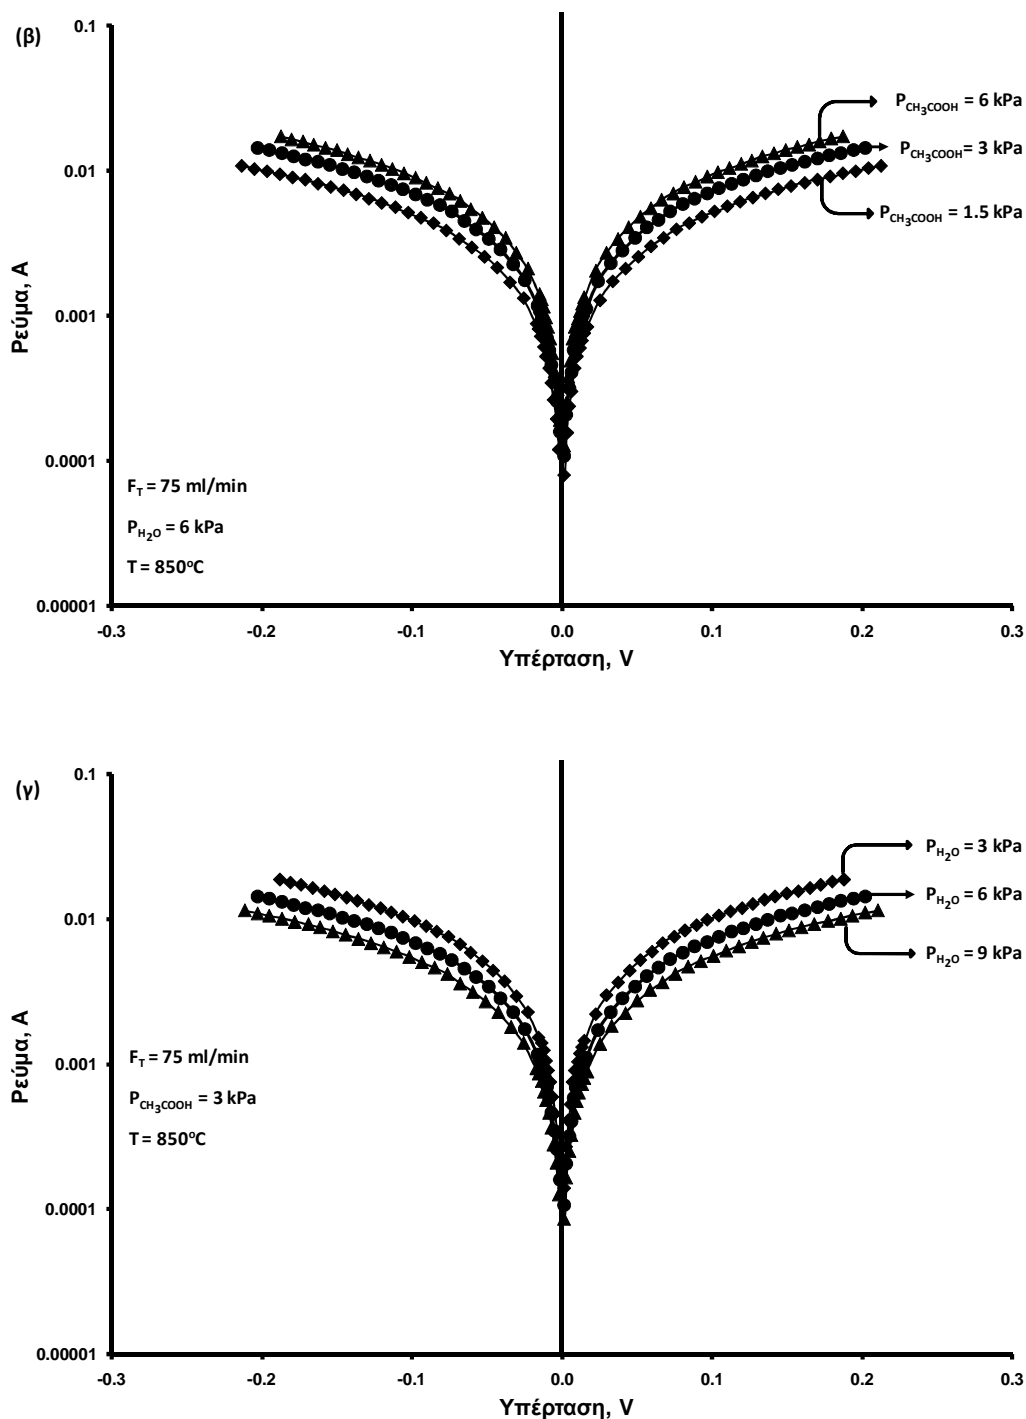 (β)
0.1
P_CH3COOH = 6 kPa
P_CH3COOH = 3 kPa
0.01
P_CH3COOH = 1.5 kPa
Ρεύμα, Α
0.001
0.0001
F_T = 75 ml/min
P_H2O = 6 kPa
T = 850°C
0.00001
-0.3 -0.2 -0.1 0.0 0.1 0.2 0.3
Υπέρταση, V
(γ)
0.1
P_H2O = 3 kPa
P_H2O = 6 kPa
0.01
P_H2O = 9 kPa
Ρεύμα, Α
0.001
F_T = 75 ml/min
P_CH3COOH = 3 kPa
T = 850°C
0.0001
0.00001
-0.3 -0.2 -0.1 0.0 0.1 0.2 0.3
Υπέρταση, V